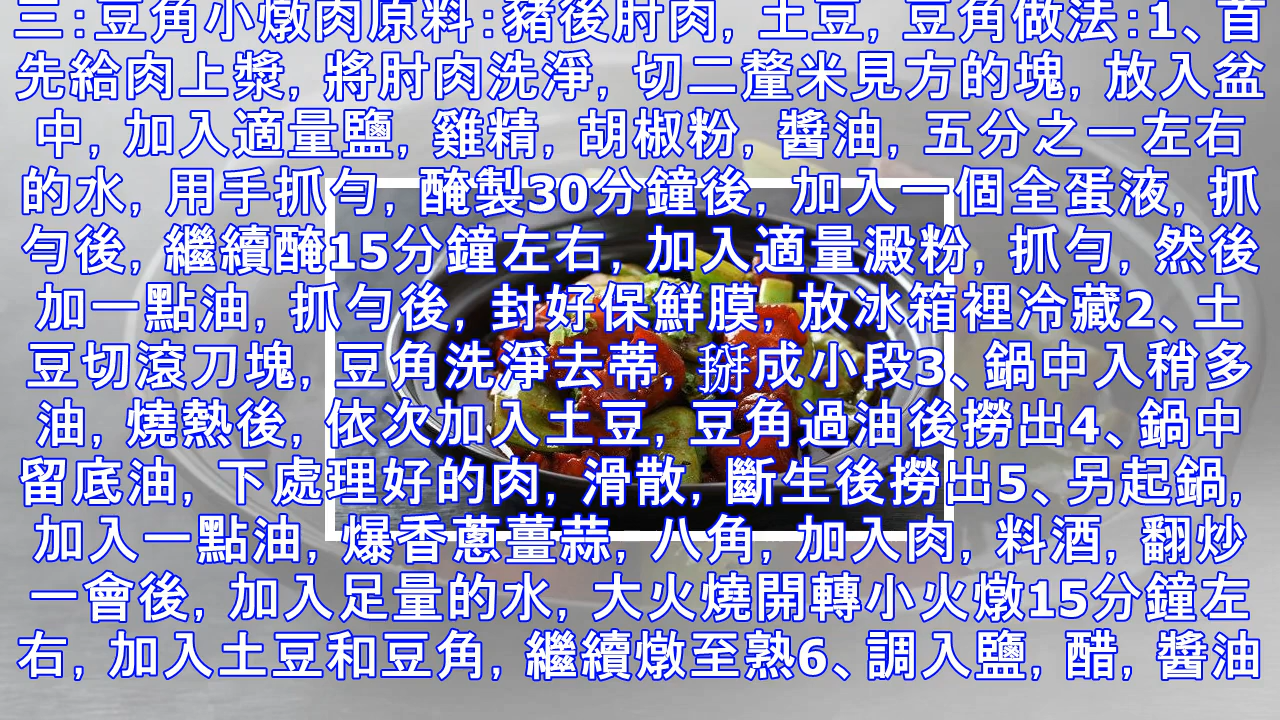 三:豆角小燉肉原料:豬後肘肉, 土豆, 豆角做法:1、首
先給肉上漿, 將肘肉洗淨, 切二釐米見方的塊, 放入盆
中, 加入適量鹽, 雞精, 胡椒粉, 醬油, 五分之一左右
的水, 用手抓勻, 醃製30分鐘後, 加入一個全蛋液, 抓
勻後, 繼續醃15分鐘左右, 加入適量澱粉, 抓勻, 然後
加一點油, 抓勻後, 封好保鮮膜, 放冰箱裡冷藏2、土
豆切滾刀塊, 豆角洗淨去蒂, 掰成小段3、鍋中入稍多
油, 燒熱後, 依次加入土豆, 豆角過油後撈出4、鍋中
留底油, 下處理好的肉, 滑散, 斷生後撈出5、另起鍋,
加入一點油, 爆香蔥薑蒜, 八角, 加入肉, 料酒, 翻炒
一會後, 加入足量的水, 大火燒開轉小火燉15分鐘左
右, 加入土豆和豆角, 繼續燉至熟6、調入鹽, 醋, 醬油